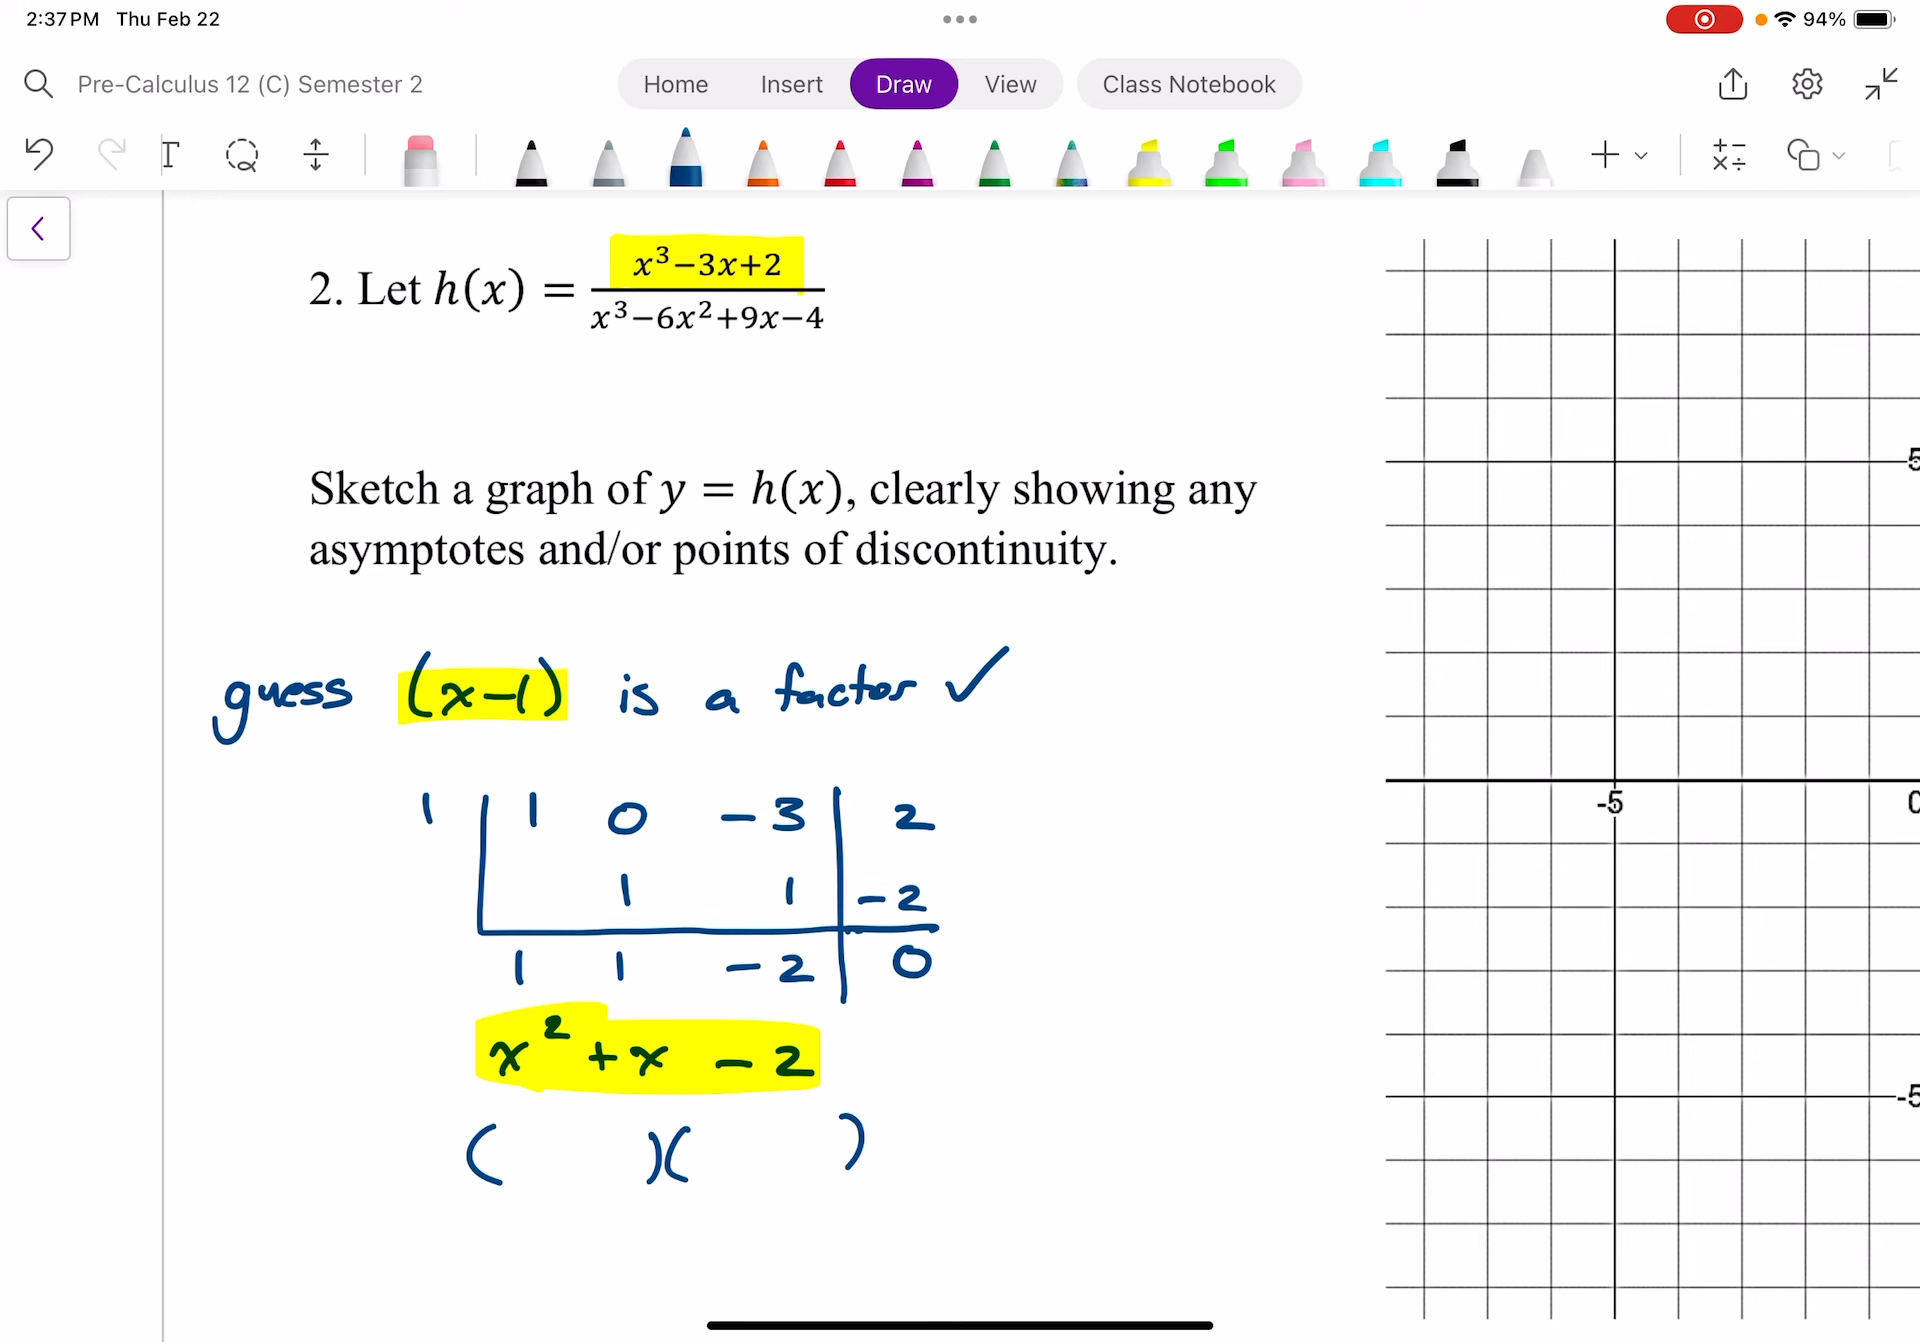 2:37 PM Thu Feb 22
94%
Pre-Calculus 12 (C) Semester 2
Home Insert Draw View Class Notebook
2. Let h(x) = \frac{x³−3x+2}{x³−6x²+9x−4}
Sketch a graph of y = h(x), clearly showing any
asymptotes and/or points of discontinuity.
guess (x-1) is a factor ✓
1 | 1 0 -3 | 2
1 1 | -2
1 1 -2 | 0
x² + x - 2
( )( )
5
-5 0
-5